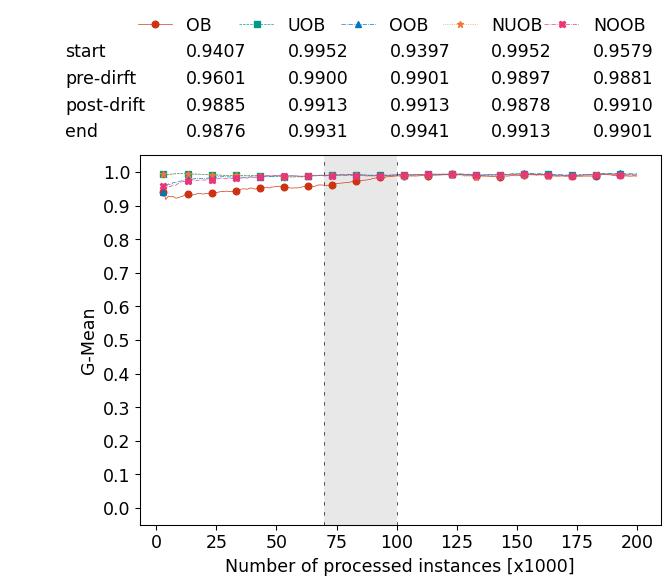 OB UOB OOB NUOB NOOB
start 0.9407 0.9952 0.9397 0.9952 0.9579
pre-dirft 0.9601 0.9900 0.9901 0.9897 0.9881
post-drift 0.9885 0.9913 0.9913 0.9878 0.9910
end 0.9876 0.9931 0.9941 0.9913 0.9901
1.0
0.9
0.8
0.7
0.6
0.5
0.4
0.3
0.2
0.1
0.0
G-Mean
0 25 50 75 100 125 150 175 200
Number of processed instances [x1000]